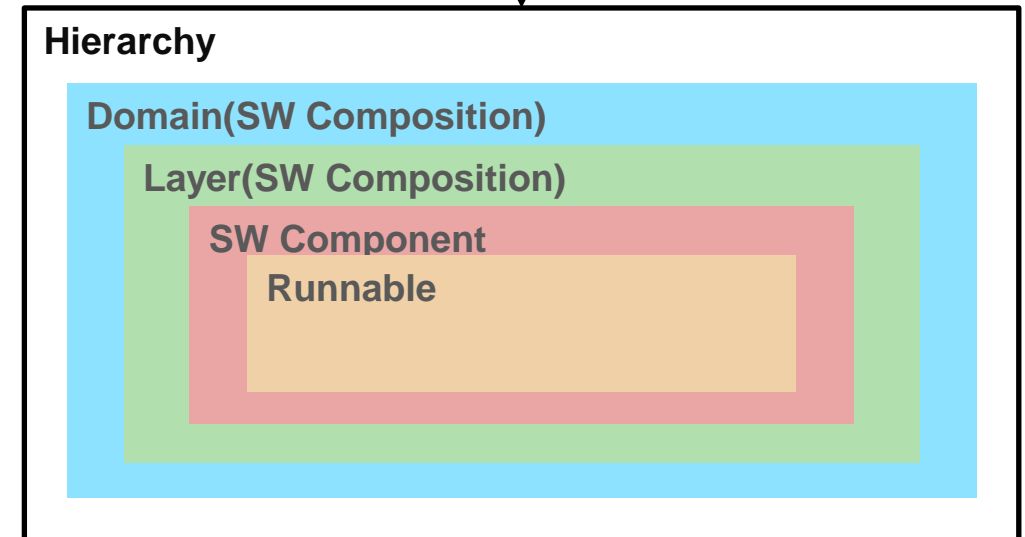 Hierarchy
Domain(SW Composition)
Layer(SW Composition)
SW Component
Runnable